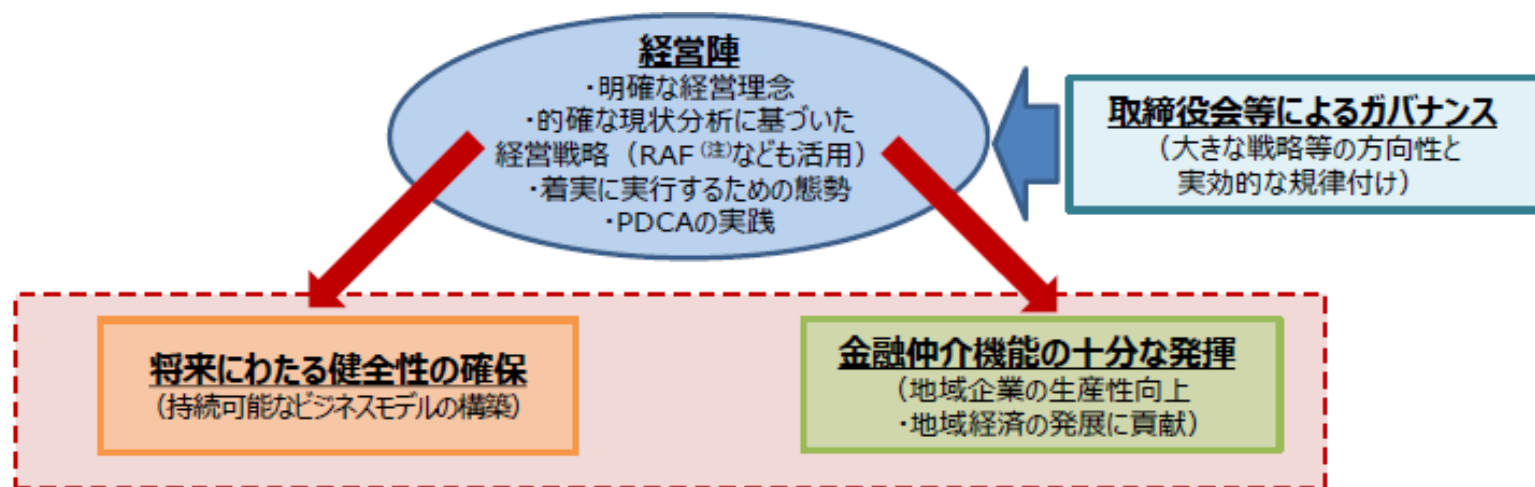 経営陣
・明確な経営理念
・的確な現状分析に基づいた
経営戦略（RAF（注）なども活用）
・着実に実行するための態勢
・PDCAの実践
取締役会等によるガバナンス
（大きな戦略等の方向性と
実効的な規律付け）
将来にわたる健全性の確保
（持続可能なビジネスモデルの構築）
金融仲介機能の十分な発揮
（地域企業の生産性向上
・地域経済の発展に貢献）